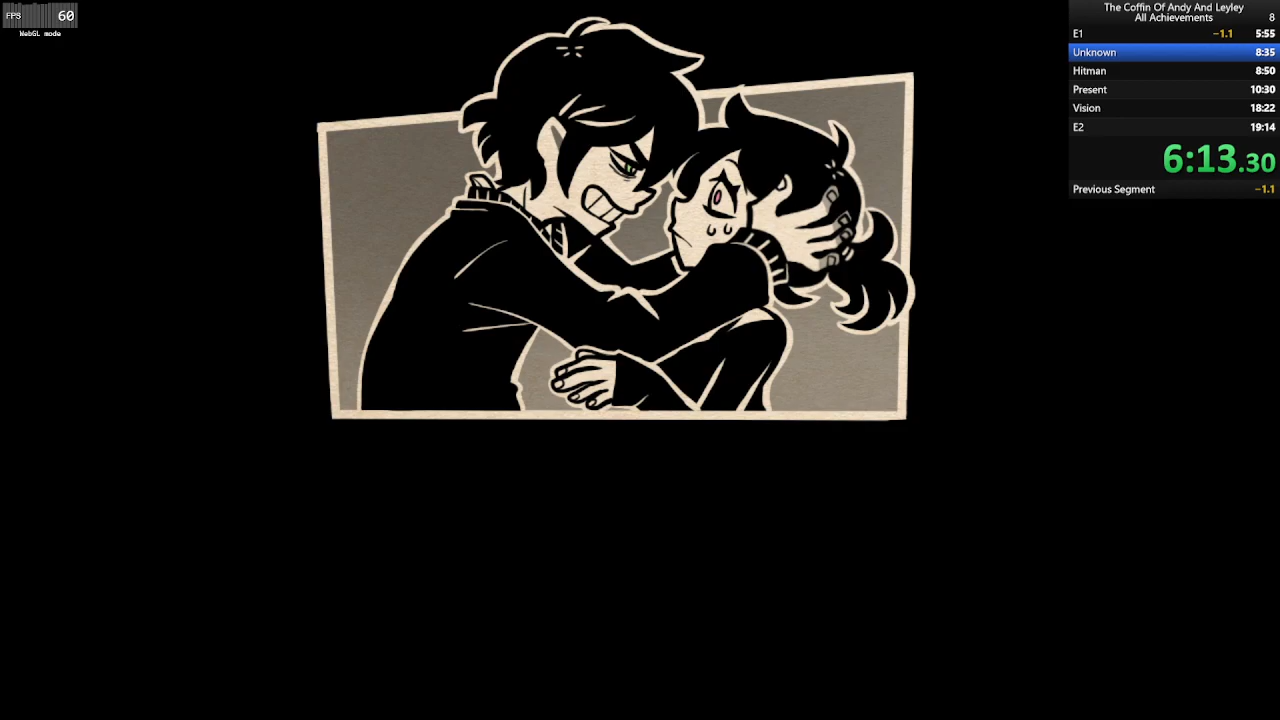 FPS 60
WebGL mode
The Coffin Of Andy And Leyley
All Achievements 8
E1 −1.1 5:55
Unknown 8:35
Hitman 8:50
Present 10:30
Vision 18:22
E2 19:14
6:13.30
Previous Segment −1.1